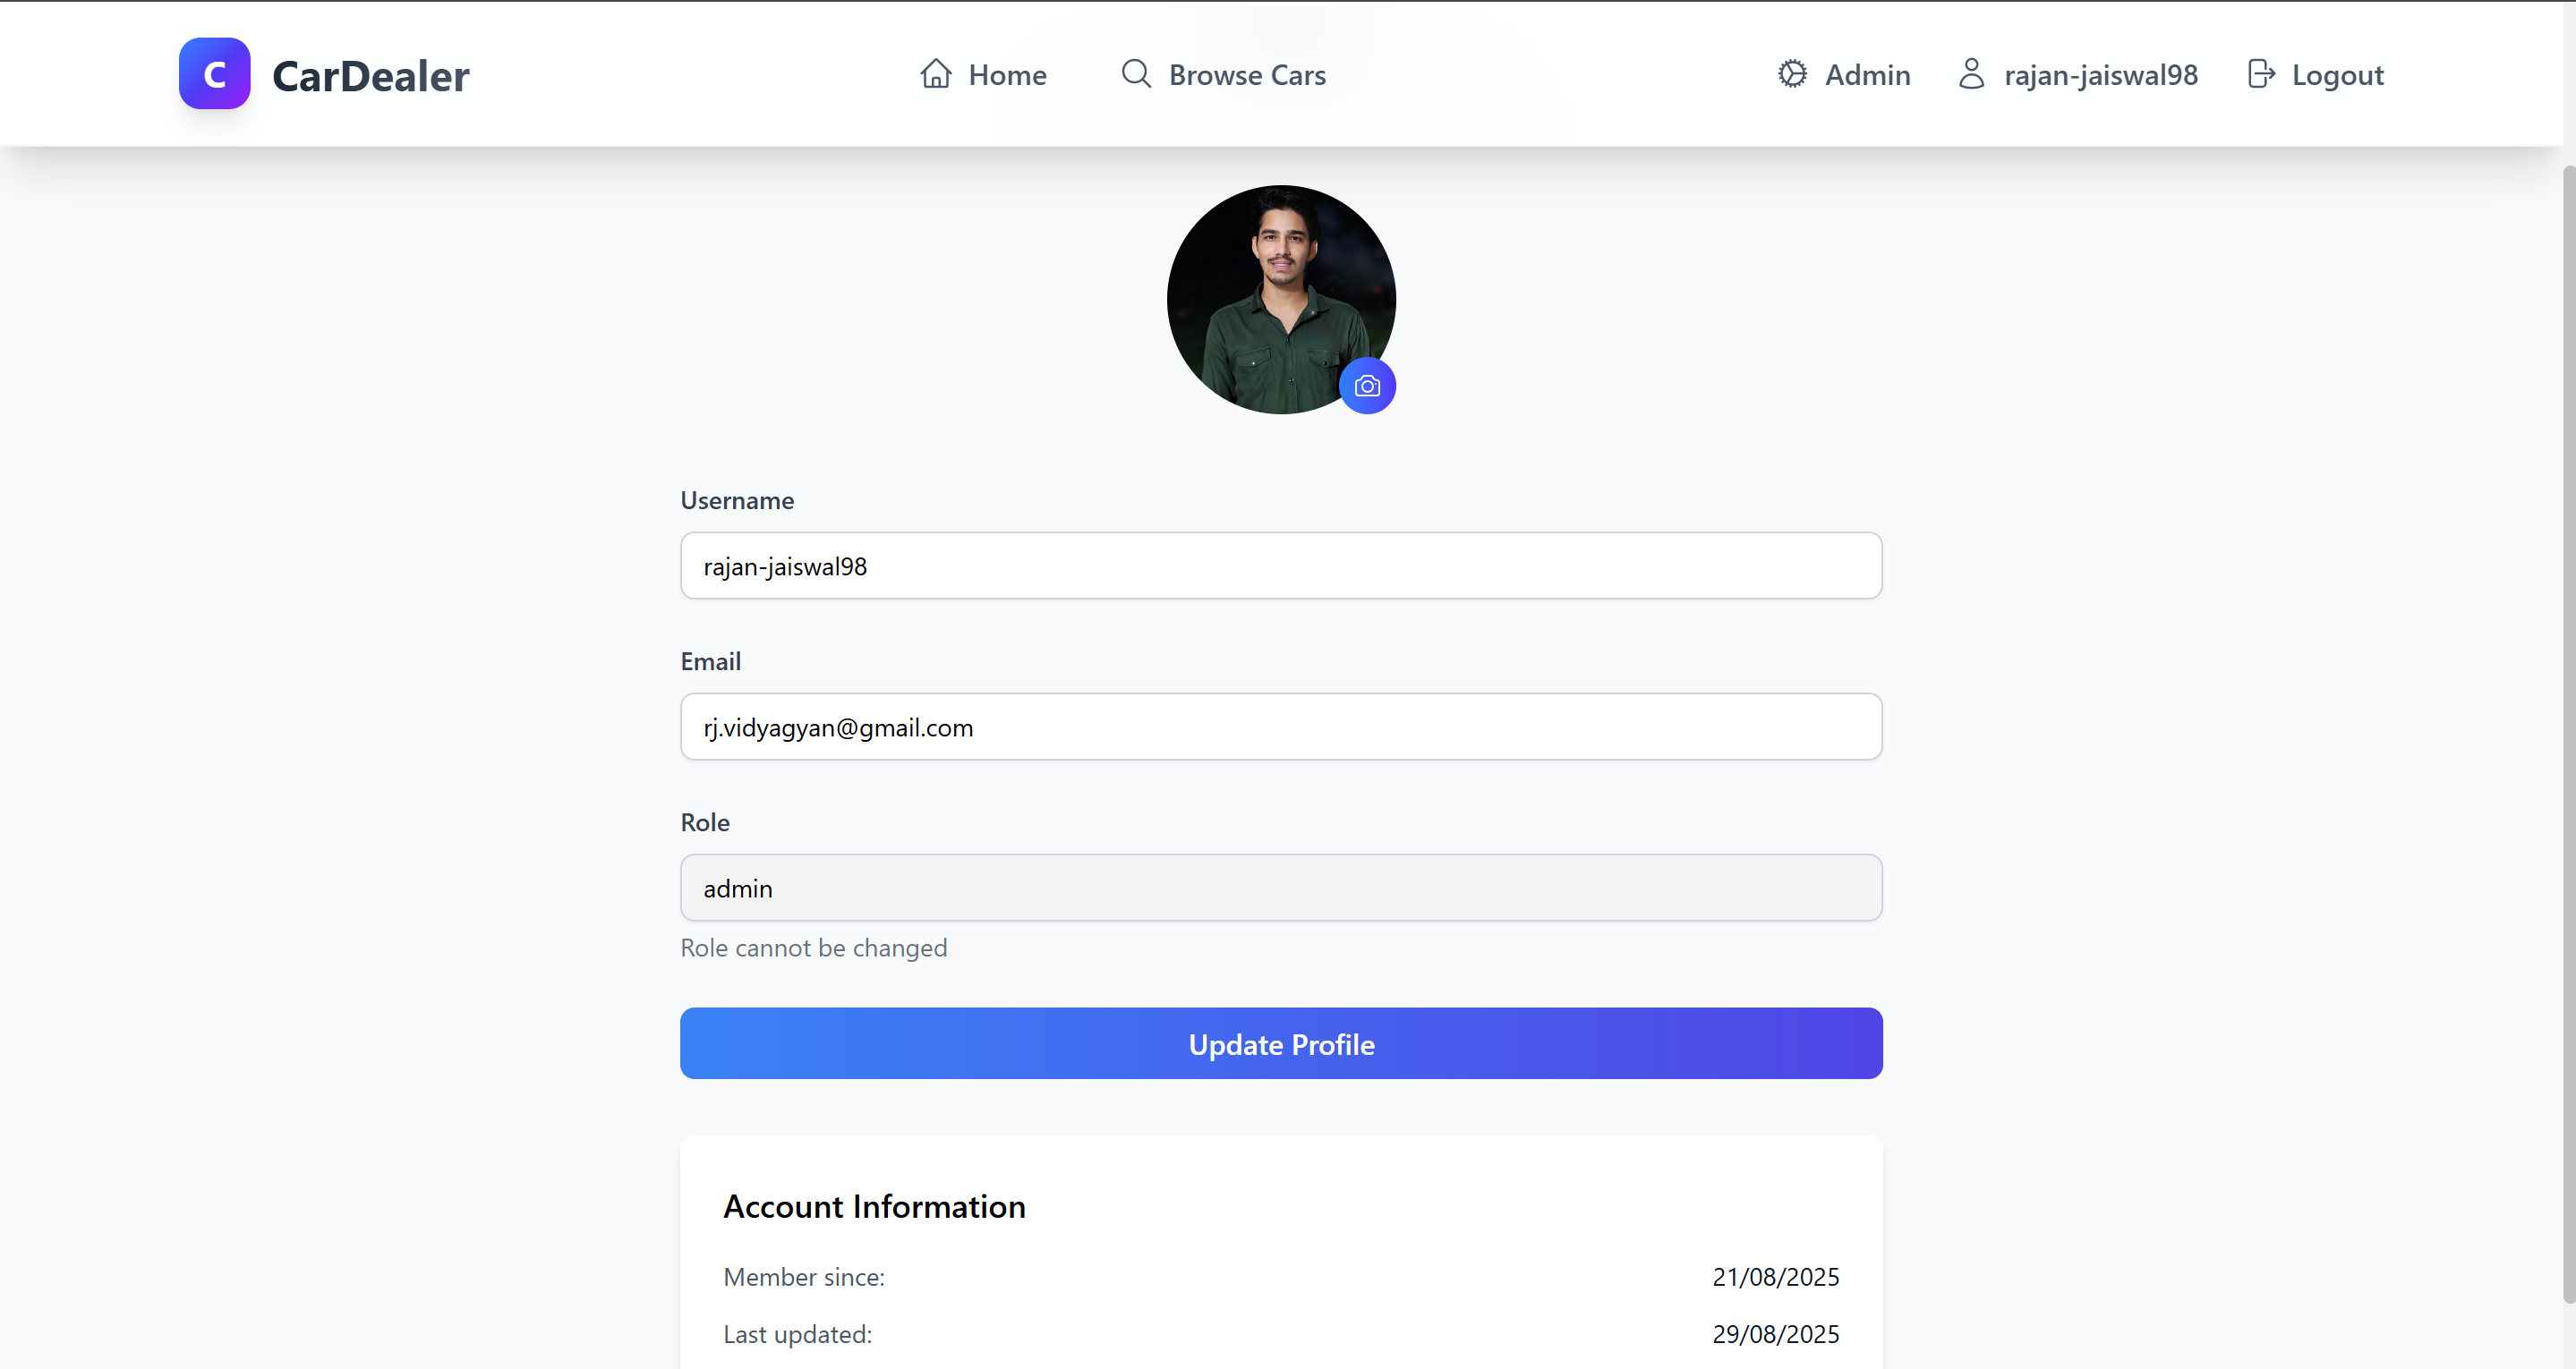 C CarDealer Home Browse Cars Admin rajan-jaiswal98 Logout
Username
rajan-jaiswal98
Email
rj.vidyagyan@gmail.com
Role
admin
Role cannot be changed
Update Profile
Account Information
Member since: 21/08/2025
Last updated: 29/08/2025